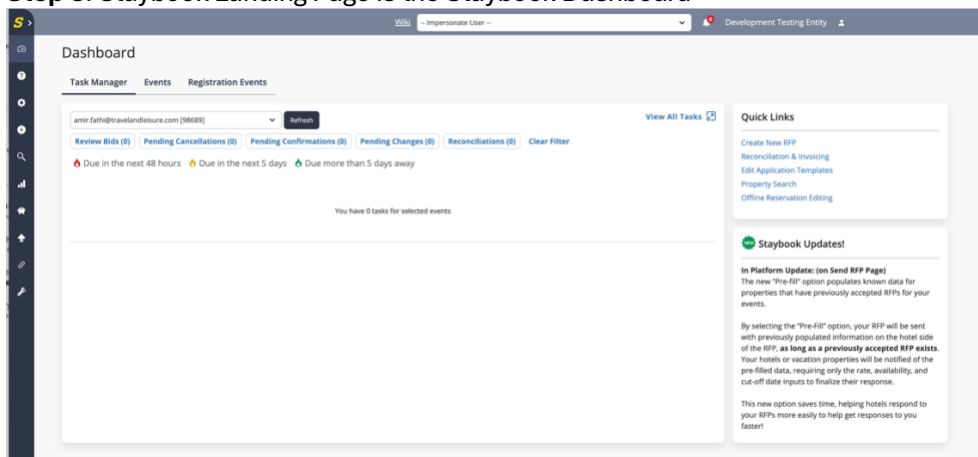 Step 3: Staybook Landing Page is the Staybook Dashboard
S >
Wiki
-- Impersonate User --
Development Testing Entity
Dashboard
Task Manager Events Registration Events
amir.fathi@travelandleisure.com [98689]
Refresh
View All Tasks
Review Bids (0) Pending Cancellations (0) Pending Confirmations (0) Pending Changes (0) Reconciliations (0) Clear Filter
Due in the next 48 hours Due in the next 5 days Due more than 5 days away
You have 0 tasks for selected events
Quick Links
Create New RFP
Reconciliation & Invoicing
Edit Application Templates
Property Search
Offline Reservation Editing
Staybook Updates!
In Platform Update: (on Send RFP Page)
The new "Pre-fill" option populates known data for
properties that have previously accepted RFPs for your
events.
By selecting the "Pre-Fill" option, your RFP will be sent
with previously populated information on the hotel side
of the RFP, as long as a previously accepted RFP exists.
Your hotels or vacation properties will be notified of the
pre-filled data, requiring only the rate, availability, and
cut-off date inputs to finalize their response.
This new option saves time, helping hotels respond to
your RFPs more easily to help get responses to you
faster!